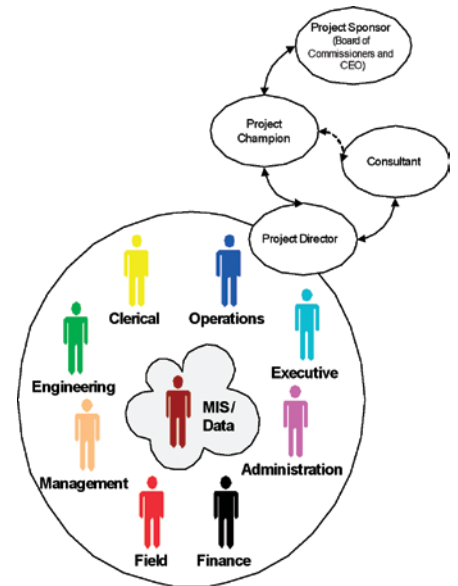 Project Sponsor
(Board of
Commissioners and
CEO)
Project
Champion
Consultant
Project Director
Clerical
Operations
Engineering
Executive
MIS/
Data
Management
Administration
Field
Finance